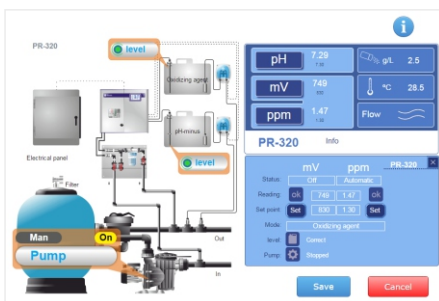 PR-320
level
Oxidizing agent
pH-minus
level
Electrical panel
Filter
Man On
Pump
Out
In
pH 7.29
g/L 2.5
mV 749
°C 28.5
ppm 1.47
Flow
PR-320 Info
mV ppm PR-320
Status: Off Automatic
Reading: ok 749 1.47 ok
Set point: Set 830 1.30 Set
Mode: Oxidizing agent
level: Correct
Pump: Stopped
Save Cancel